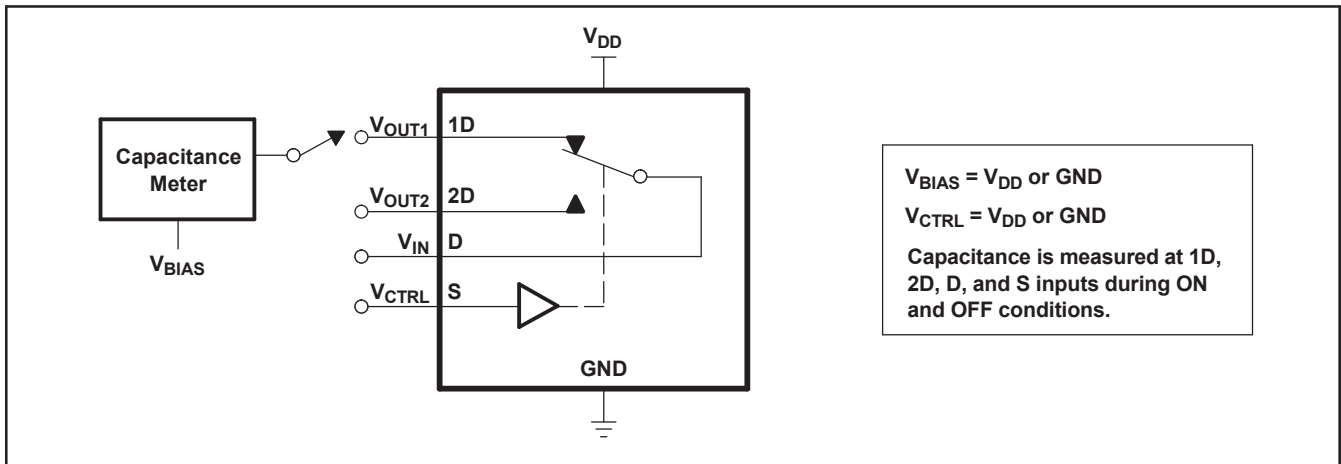 V_DD
Capacitance
Meter
V_BIAS
V_OUT1 1D
V_OUT2 2D
V_IN D
V_CTRL S
GND
V_BIAS = V_DD or GND
V_CTRL = V_DD or GND
Capacitance is measured at 1D,
2D, D, and S inputs during ON
and OFF conditions.